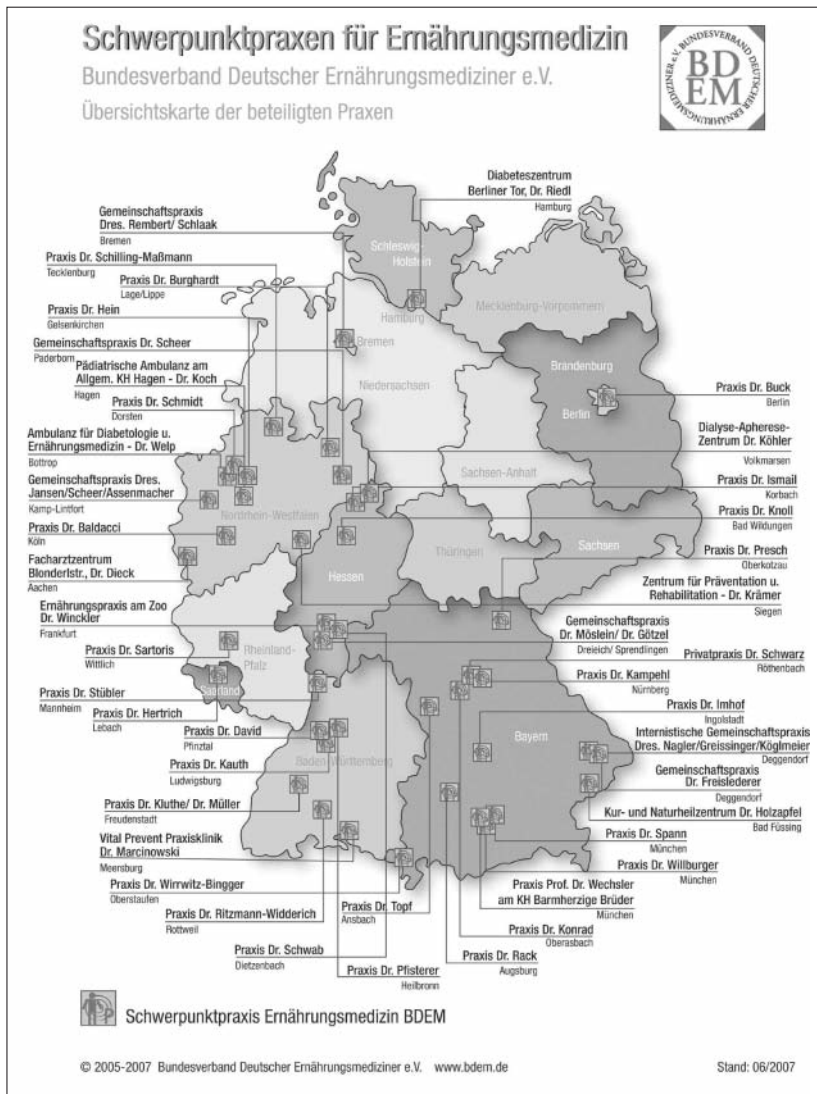 Schwerpunktpraxen für Ernährungsmedizin
Bundesverband Deutscher Ernährungsmediziner e.V.
Übersichtskarte der beteiligten Praxen
BUNDESVERBAND DEUTSCHER ERNÄHRUNGSMEDIZINER e.V.
BD
EM
Diabeteszentrum
Berliner Tor, Dr. Riedl
Hamburg
Gemeinschaftspraxis
Dres. Rembert/ Schlaak
Bremen
Praxis Dr. Schilling-Maßmann
Tecklenburg
Praxis Dr. Burghardt
Lage/Lippe
Praxis Dr. Hein
Gelsenkirchen
Gemeinschaftspraxis Dr. Scheer
Paderborn
Pädiatrische Ambulanz am
Allgem. KH Hagen - Dr. Koch
Hagen
Praxis Dr. Schmidt
Dorsten
Ambulanz für Diabetologie u.
Ernährungsmedizin - Dr. Welp
Bottrop
Gemeinschaftspraxis Dres.
Jansen/Scheer/Assenmacher
Kamp-Lintfort
Praxis Dr. Baldacci
Köln
Facharztzentrum
Blonderlstr., Dr. Dieck
Aachen
Ernährungspraxis am Zoo
Dr. Winckler
Frankfurt
Praxis Dr. Sartoris
Wittlich
Praxis Dr. Stübler
Mannheim
Praxis Dr. Hertrich
Lebach
Praxis Dr. David
Pfinztal
Praxis Dr. Kauth
Ludwigsburg
Praxis Dr. Kluthe/ Dr. Müller
Freudenstadt
Vital Prevent Praxisklinik
Dr. Marcinowski
Meersburg
Praxis Dr. Wirrwitz-Bingger
Oberstaufen
Praxis Dr. Ritzmann-Widderich
Rottweil
Praxis Dr. Schwab
Dietzenbach
Praxis Dr. Pfisterer
Heilbronn
Praxis Dr. Topf
Ansbach
Schleswig-
Holstein
Mecklenburg-Vorpommern
Hamburg
Bremen
Niedersachsen
Brandenburg
Berlin
Sachsen-Anhalt
Nordrhein-Westfalen
Thüringen
Sachsen
Hessen
Rheinland-
Pfalz
Saarland
Baden-Württemberg
Bayern
Praxis Dr. Buck
Berlin
Dialyse-Apherese-
Zentrum Dr. Köhler
Volkmarsen
Praxis Dr. Ismail
Korbach
Praxis Dr. Knoll
Bad Wildungen
Praxis Dr. Presch
Oberkotzau
Zentrum für Präventation u.
Rehabilitation - Dr. Krämer
Siegen
Gemeinschaftspraxis
Dr. Möslein/ Dr. Götzel
Dreieich/ Sprendlingen
Privatpraxis Dr. Schwarz
Röthenbach
Praxis Dr. Kampehl
Nürnberg
Praxis Dr. Imhof
Ingolstadt
Internistische Gemeinschaftspraxis
Dres. Nagler/Greissinger/Köglmeier
Deggendorf
Gemeinschaftspraxis
Dr. Freislederer
Deggendorf
Kur- und Naturheilzentrum Dr. Holzapfel
Bad Füssing
Praxis Dr. Spann
München
Praxis Dr. Willburger
München
Praxis Prof. Dr. Wechsler
am KH Barmherzige Brüder
München
Praxis Dr. Konrad
Oberasbach
Praxis Dr. Rack
Augsburg
Schwerpunktpraxis Ernährungsmedizin BDEM
© 2005-2007 Bundesverband Deutscher Ernährungsmediziner e.V. www.bdem.de
Stand: 06/2007